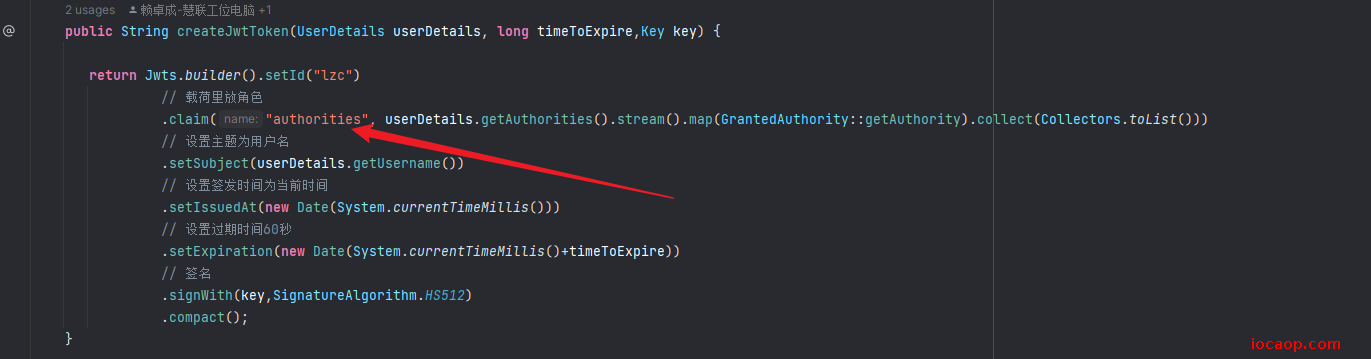 2 usages 赖卓成-慧联工位电脑 +1
public String createJwtToken(UserDetails userDetails, long timeToExpire,Key key) {
return Jwts.builder().setId("lzc")
// 载荷里放角色
.claim( name: "authorities", userDetails.getAuthorities().stream().map(GrantedAuthority::getAuthority).collect(Collectors.toList()))
// 设置主题为用户名
.setSubject(userDetails.getUsername())
// 设置签发时间为当前时间
.setIssuedAt(new Date(System.currentTimeMillis()))
// 设置过期时间60秒
.setExpiration(new Date(System.currentTimeMillis()+timeToExpire))
// 签名
.signWith(key,SignatureAlgorithm.HS512)
.compact();
}
iocaop.com